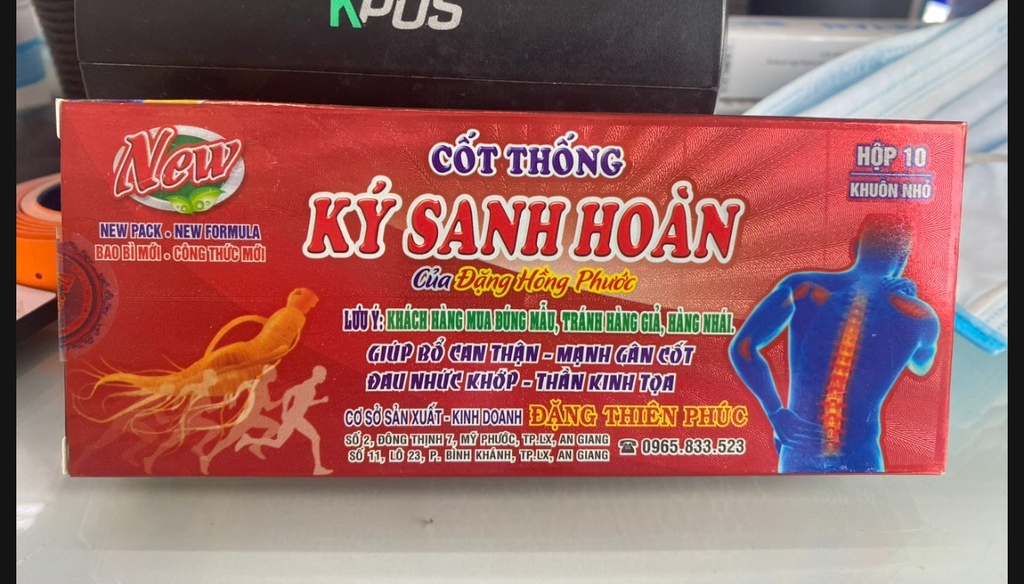 KPOS
New
CỐT THỐNG
HỘP 10
KHUÔN NHỎ
KÝ SANH HOÀN
NEW PACK . NEW FORMULA
BAO BÌ MỚI . CÔNG THỨC MỚI
Của Đặng Hồng Phước
LƯU Ý: KHÁCH HÀNG MUA ĐÚNG MẪU, TRÁNH HÀNG GIẢ, HÀNG NHÁI.
GIÚP BỔ CAN THẬN - MẠNH GÂN CỐT
ĐAU NHỨC KHỚP - THẦN KINH TỌA
CƠ SỞ SẢN XUẤT - KINH DOANH ĐẶNG THIÊN PHÚC
SỐ 2, ĐÔNG THỊNH 7, MỸ PHƯỚC, TP.LX, AN GIANG
SỐ 11, LÔ 23, P. BÌNH KHÁNH, TP.LX, AN GIANG
☎ 0965.833.523